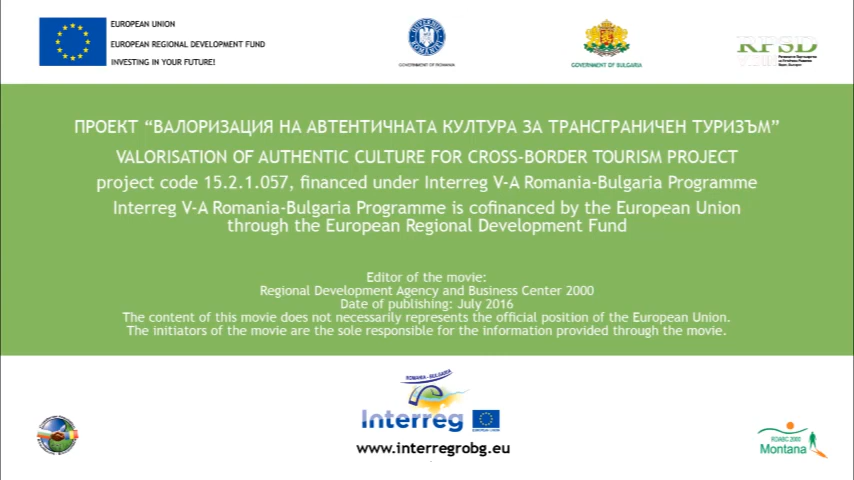 EUROPEAN UNION
EUROPEAN REGIONAL DEVELOPMENT FUND
INVESTING IN YOUR FUTURE!
GOVERNMENT OF ROMANIA
GOVERNMENT OF BULGARIA
RPSD
ПРОЕКТ “ВАЛОРИЗАЦИЯ НА АВТЕНТИЧНАТА КУЛТУРА ЗА ТРАНСГРАНИЧЕН ТУРИЗЪМ”
VALORISATION OF AUTHENTIC CULTURE FOR CROSS-BORDER TOURISM PROJECT
project code 15.2.1.057, financed under Interreg V-A Romania-Bulgaria Programme
Interreg V-A Romania-Bulgaria Programme is cofinanced by the European Union
through the European Regional Development Fund
Editor of the movie:
Regional Development Agency and Business Center 2000
Date of publishing: July 2016
The content of this movie does not necessarily represents the official position of the European Union.
The initiators of the movie are the sole responsible for the information provided through the movie.
ROMANIA - BULGARIA
Interreg
EUROPEAN UNION
www.interregrobg.eu
RDABC 2000
Montana